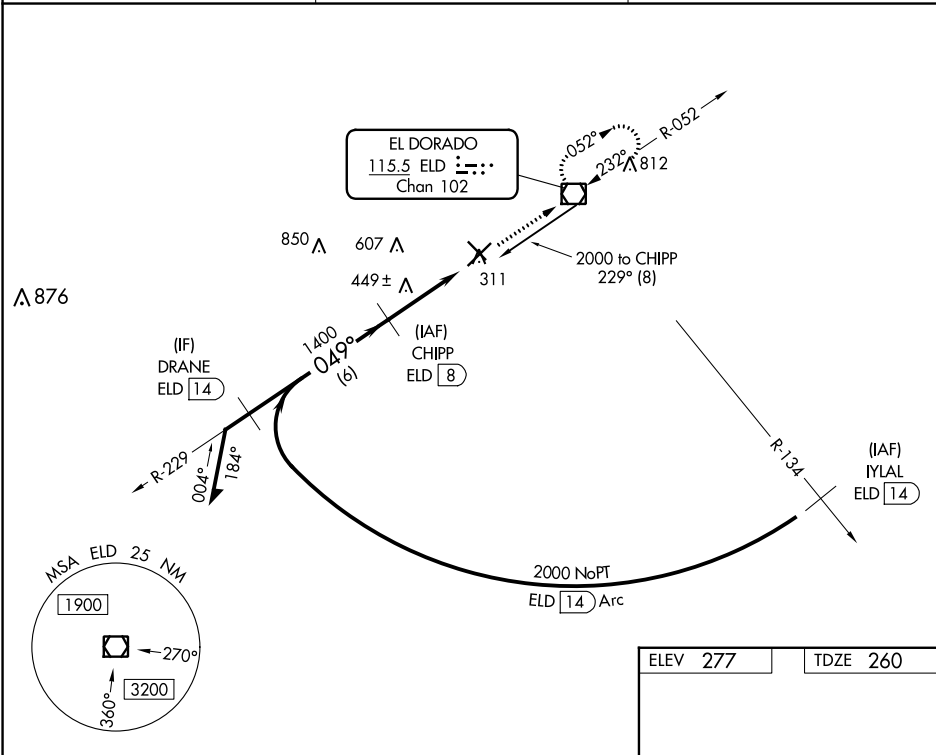 R-052
052°
232°
812
EL DORADO
115.5 ELD
Chan 102
850
607
449±
311
2000 to CHIPP
229° (8)
876
(IF)
DRANE
ELD 14
1400
049°
(6)
(IAF)
CHIPP
ELD 8
R-229
004°
184°
R-134
(IAF)
IYLAL
ELD 14
2000 NoPT
ELD 14 Arc
MSA ELD 25 NM
1900
270°
3200
360°
ELEV 277
TDZE 260